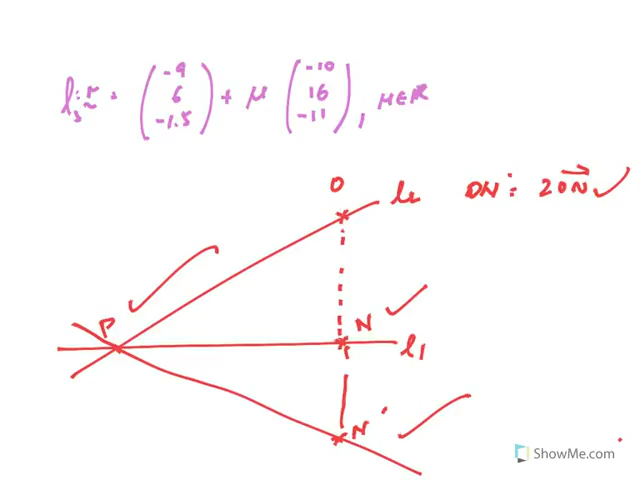 l₃: r = (-9 6 -1.5) + μ (-10 16 -11), μ∈ℝ
O
l₂
ON' = 2ON
P
N
l₁
N'
ShowMe.com